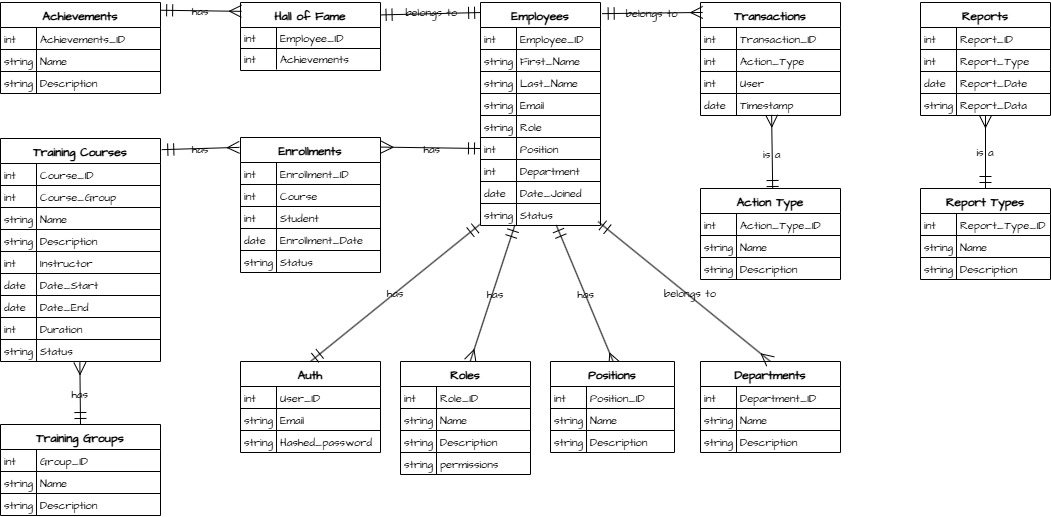 Achievements
int Achievements_ID
string Name
string Description
has
Hall of Fame
int Employee_ID
int Achievements
belongs to
Employees
int Employee_ID
string First_Name
string Last_Name
string Email
string Role
int Position
int Department
date Date_Joined
string Status
belongs to
Transactions
int Transaction_ID
int Action_Type
int User
date Timestamp
Reports
int Report_ID
int Report_Type
date Report_Date
string Report_Data
Training Courses
int Course_ID
int Course_Group
string Name
string Description
int Instructor
date Date_Start
date Date_End
int Duration
string Status
has
Enrollments
int Enrollment_ID
int Course
int Student
date Enrollment_Date
string Status
has
is a
is a
Action Type
int Action_Type_ID
string Name
string Description
Report Types
int Report_Type_ID
string Name
string Description
has
has
has
belongs to
Auth
int User_ID
string Email
string Hashed_password
Roles
int Role_ID
string Name
string Description
string permissions
Positions
int Position_ID
string Name
string Description
Departments
int Department_ID
string Name
string Description
has
Training Groups
int Group_ID
string Name
string Description